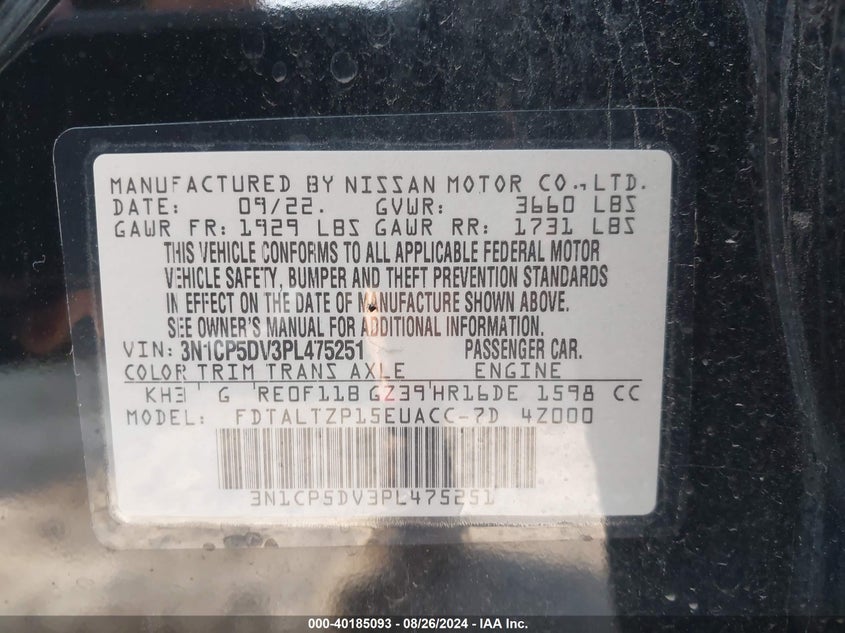 MANUFACTURED BY NISSAN MOTOR CO., LTD.
DATE: 09/22. GVWR: 3660 LBS
GAWR FR: 1929 LBS GAWR RR: 1731 LBS
THIS VEHICLE CONFORMS TO ALL APPLICABLE FEDERAL MOTOR
VEHICLE SAFETY, BUMPER AND THEFT PREVENTION STANDARDS
IN EFFECT ON THE DATE OF MANUFACTURE SHOWN ABOVE.
SEE OWNER'S MANUAL FOR ADDITIONAL INFORMATION.
VIN: 3N1CP5DV3PL475251 PASSENGER CAR.
COLOR TRIM TRANS AXLE ENGINE
KH3 G RE0F11B GZ39 HR16DE 1598 CC
MODEL: FDTALTZP15EUACC-7D 4Z000
3N1CP5DV3PL475251
000-40185093 - 08/26/2024 - IAA Inc.